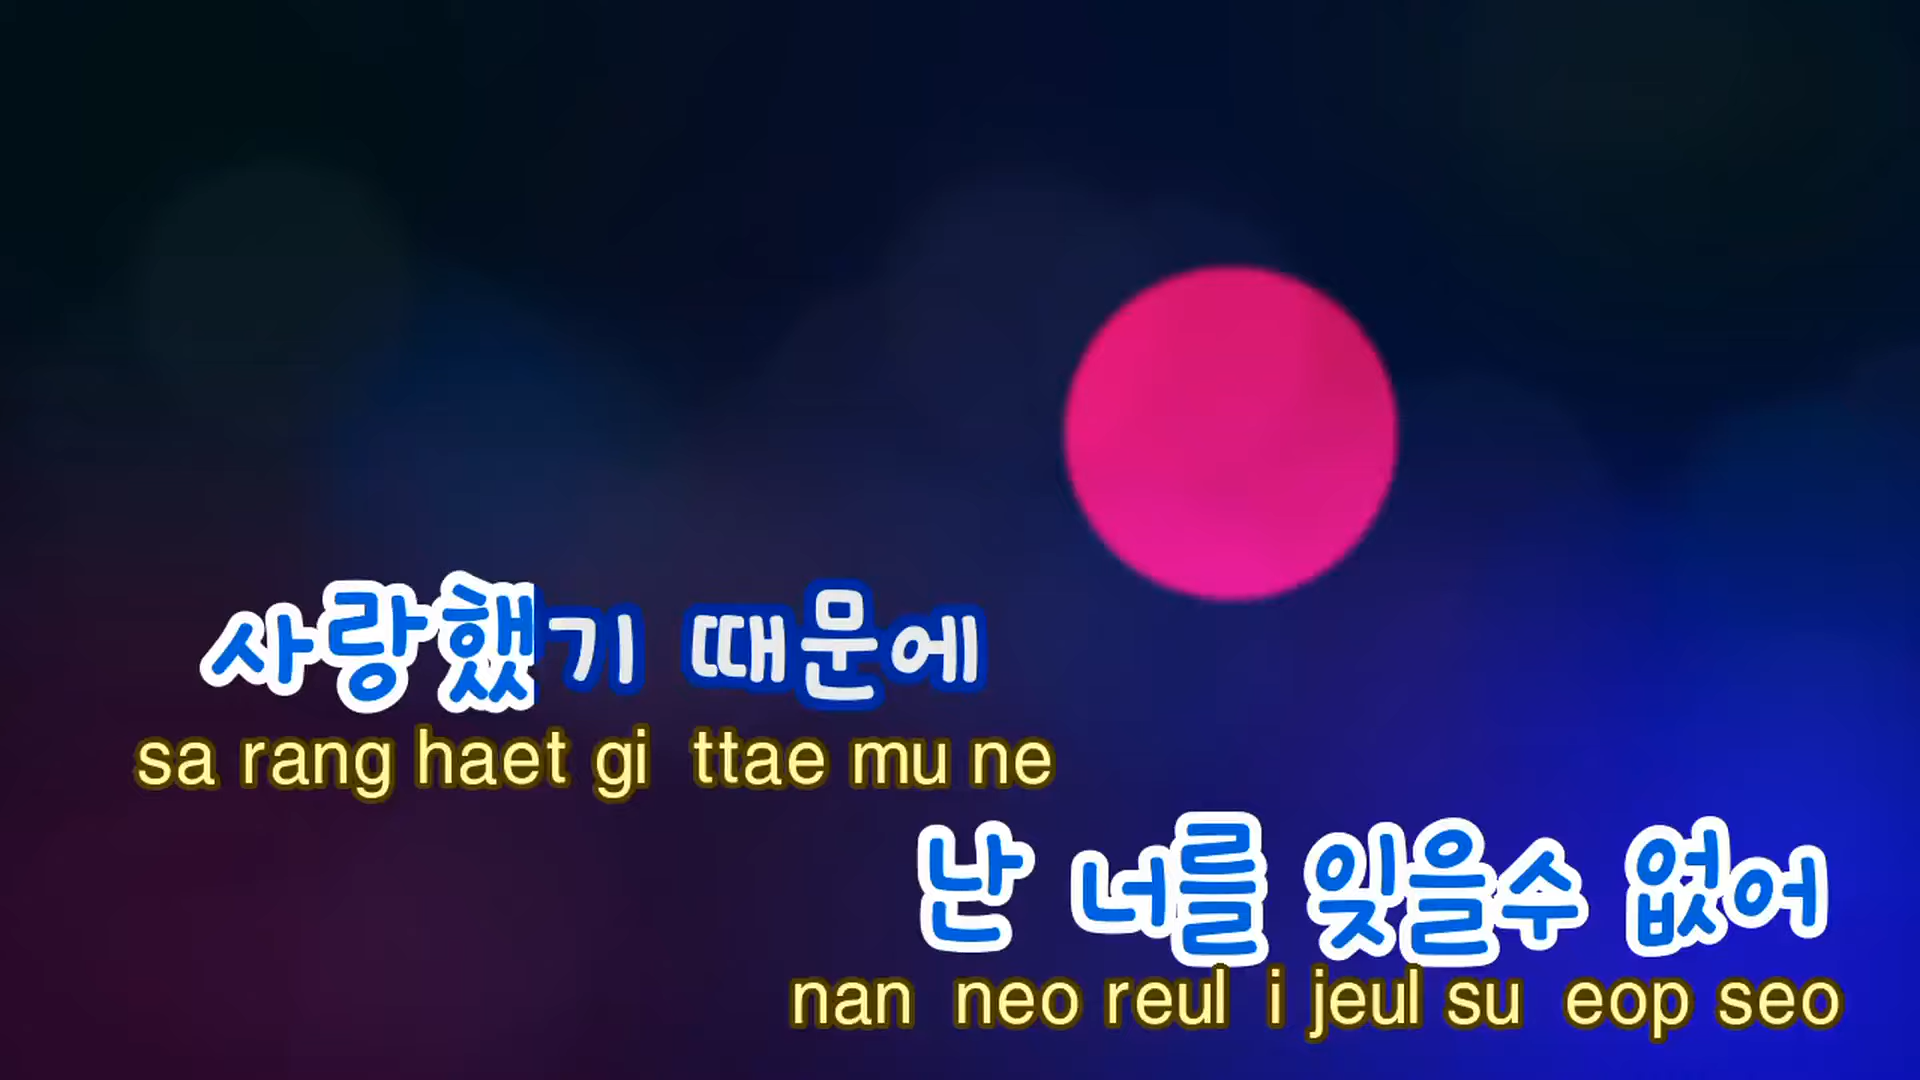 사랑했기 때문에
sa rang haet gi ttae mu ne
난 너를 잊을수 없어
nan neo reul i jeul su eop seo